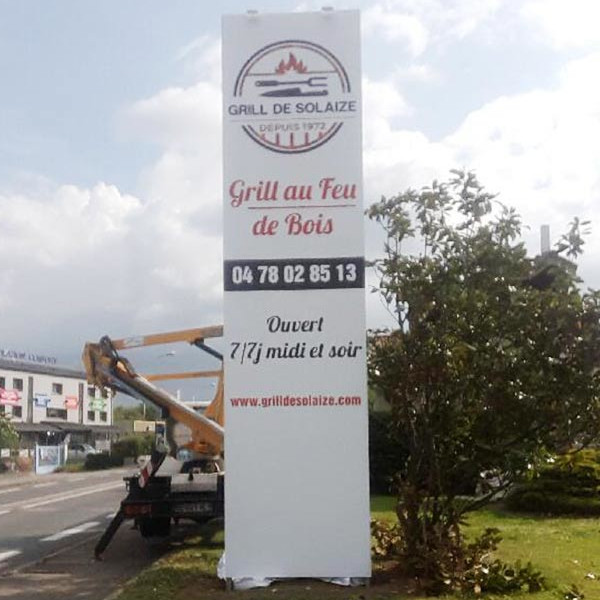 GRILL DE SOLAIZE
DEPUIS 1972
Grill au Feu
de Bois
04 78 02 85 13
Ouvert
7/7j midi et soir
www.grilldesolaize.com